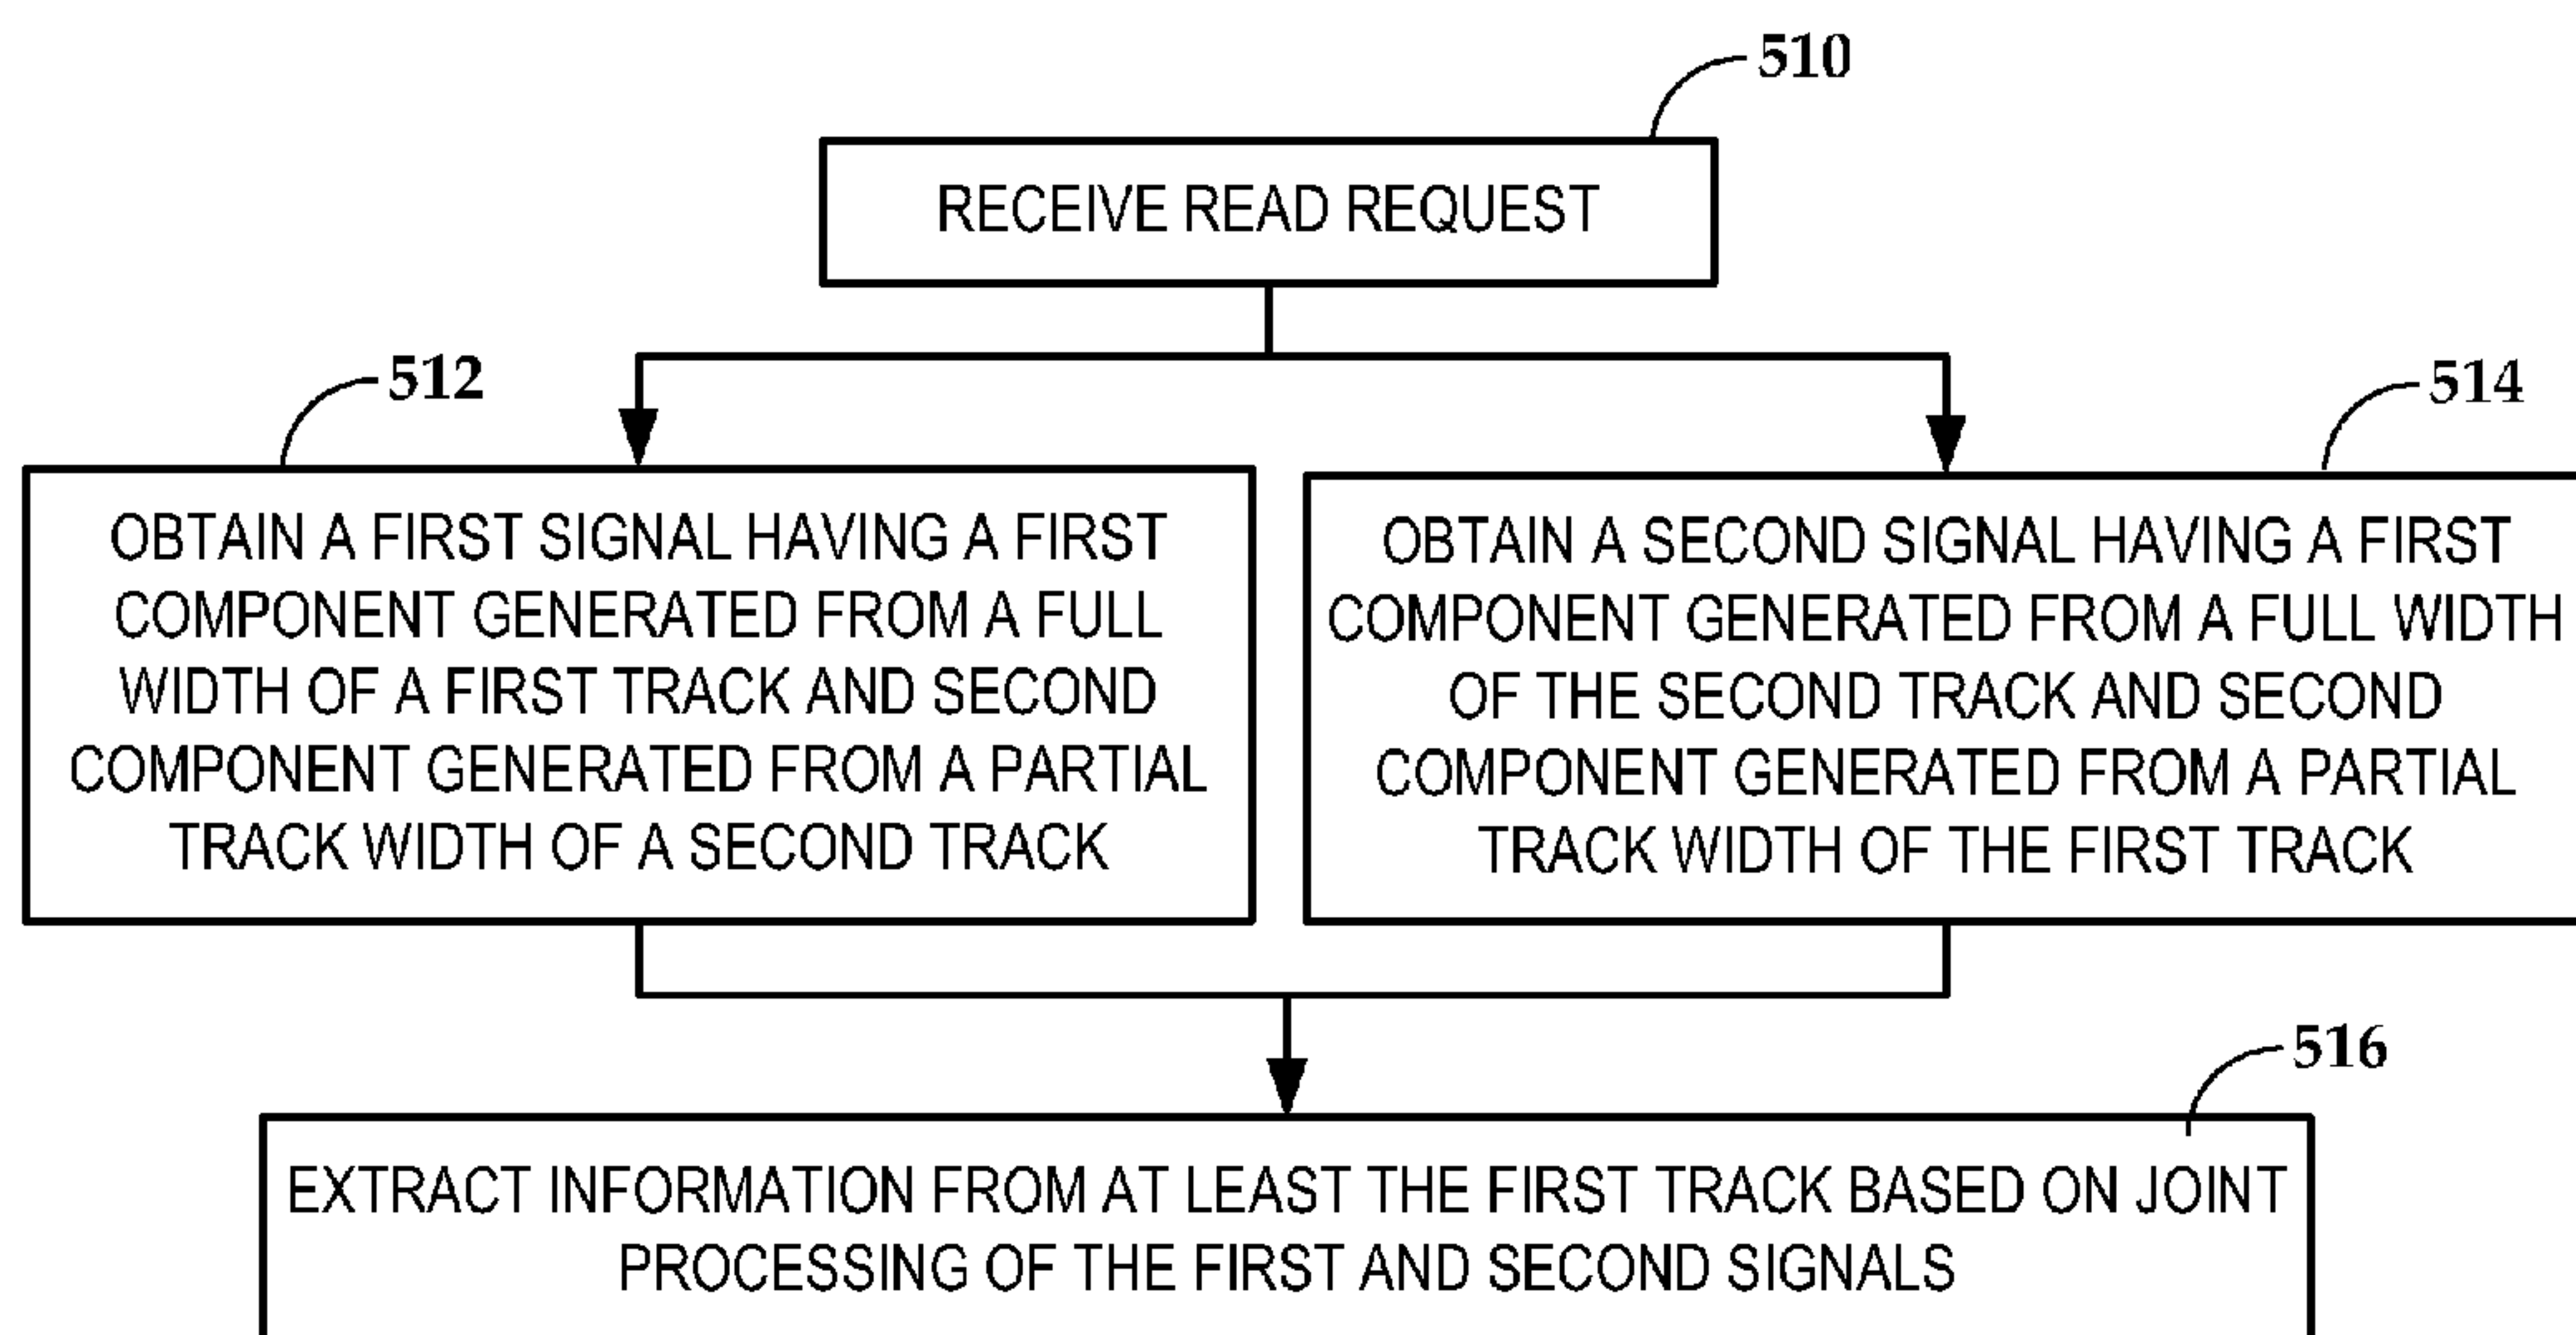 510
RECEIVE READ REQUEST
512
OBTAIN A FIRST SIGNAL HAVING A FIRST
COMPONENT GENERATED FROM A FULL
WIDTH OF A FIRST TRACK AND SECOND
COMPONENT GENERATED FROM A PARTIAL
TRACK WIDTH OF A SECOND TRACK
514
OBTAIN A SECOND SIGNAL HAVING A FIRST
COMPONENT GENERATED FROM A FULL WIDTH
OF THE SECOND TRACK AND SECOND
COMPONENT GENERATED FROM A PARTIAL
TRACK WIDTH OF THE FIRST TRACK
516
EXTRACT INFORMATION FROM AT LEAST THE FIRST TRACK BASED ON JOINT
PROCESSING OF THE FIRST AND SECOND SIGNALS